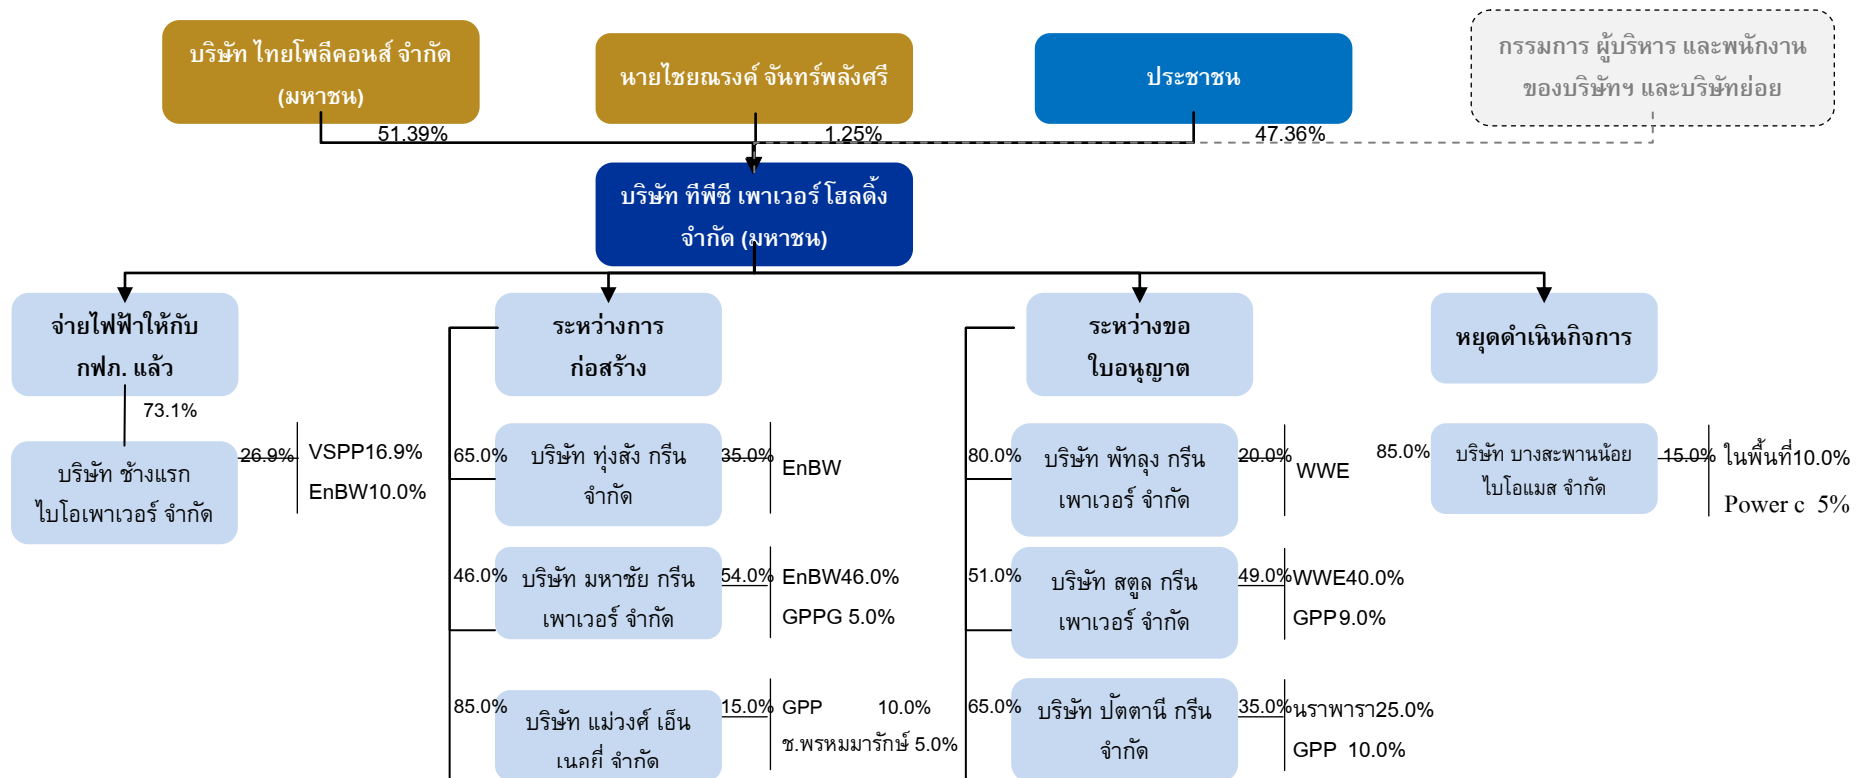 บริษัท ไทยโพลีคอนส์ จำกัด
(มหาชน)
นายไชยณรงค์ จันทร์พลังศรี
ประชาชน
กรรมการ ผู้บริหาร และพนักงาน
ของบริษัทฯ และบริษัทย่อย
51.39%
1.25%
47.36%
บริษัท ทีพีซี เพาเวอร์ โฮลดิ้ง
จำกัด (มหาชน)
จ่ายไฟฟ้าให้กับ
กฟภ. แล้ว
73.1%
บริษัท ช้างแรก
ไบโอเพาเวอร์ จำกัด
26.9%
VSPP16.9%
EnBW10.0%
ระหว่างการ
ก่อสร้าง
65.0%
บริษัท ทุ่งสัง กรีน
จำกัด
35.0%
EnBW
46.0%
บริษัท มหาชัย กรีน
เพาเวอร์ จำกัด
54.0%
EnBW46.0%
GPPG 5.0%
85.0%
บริษัท แม่วงศ์ เอ็น
เนอยี่ จำกัด
15.0%
GPP 10.0%
ช.พรหมมารักษ์ 5.0%
ระหว่างขอ
ใบอนุญาต
80.0%
บริษัท พัทลุง กรีน
เพาเวอร์ จำกัด
20.0%
WWE
51.0%
บริษัท สตูล กรีน
เพาเวอร์ จำกัด
49.0%
WWE40.0%
GPP9.0%
65.0%
บริษัท ปัตตานี กรีน
จำกัด
35.0%
นราพารา25.0%
GPP 10.0%
หยุดดำเนินกิจการ
85.0%
บริษัท บางสะพานน้อย
ไบโอแมส จำกัด
15.0%
ในพื้นที่10.0%
Power c 5%